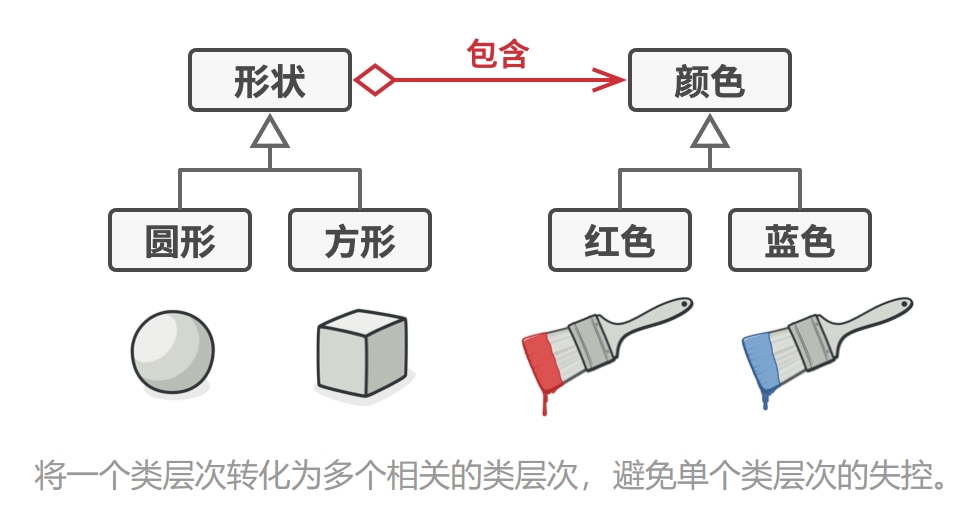 包含
形状
颜色
圆形
方形
红色
蓝色
将一个类层次转化为多个相关的类层次，避免单个类层次的失控。